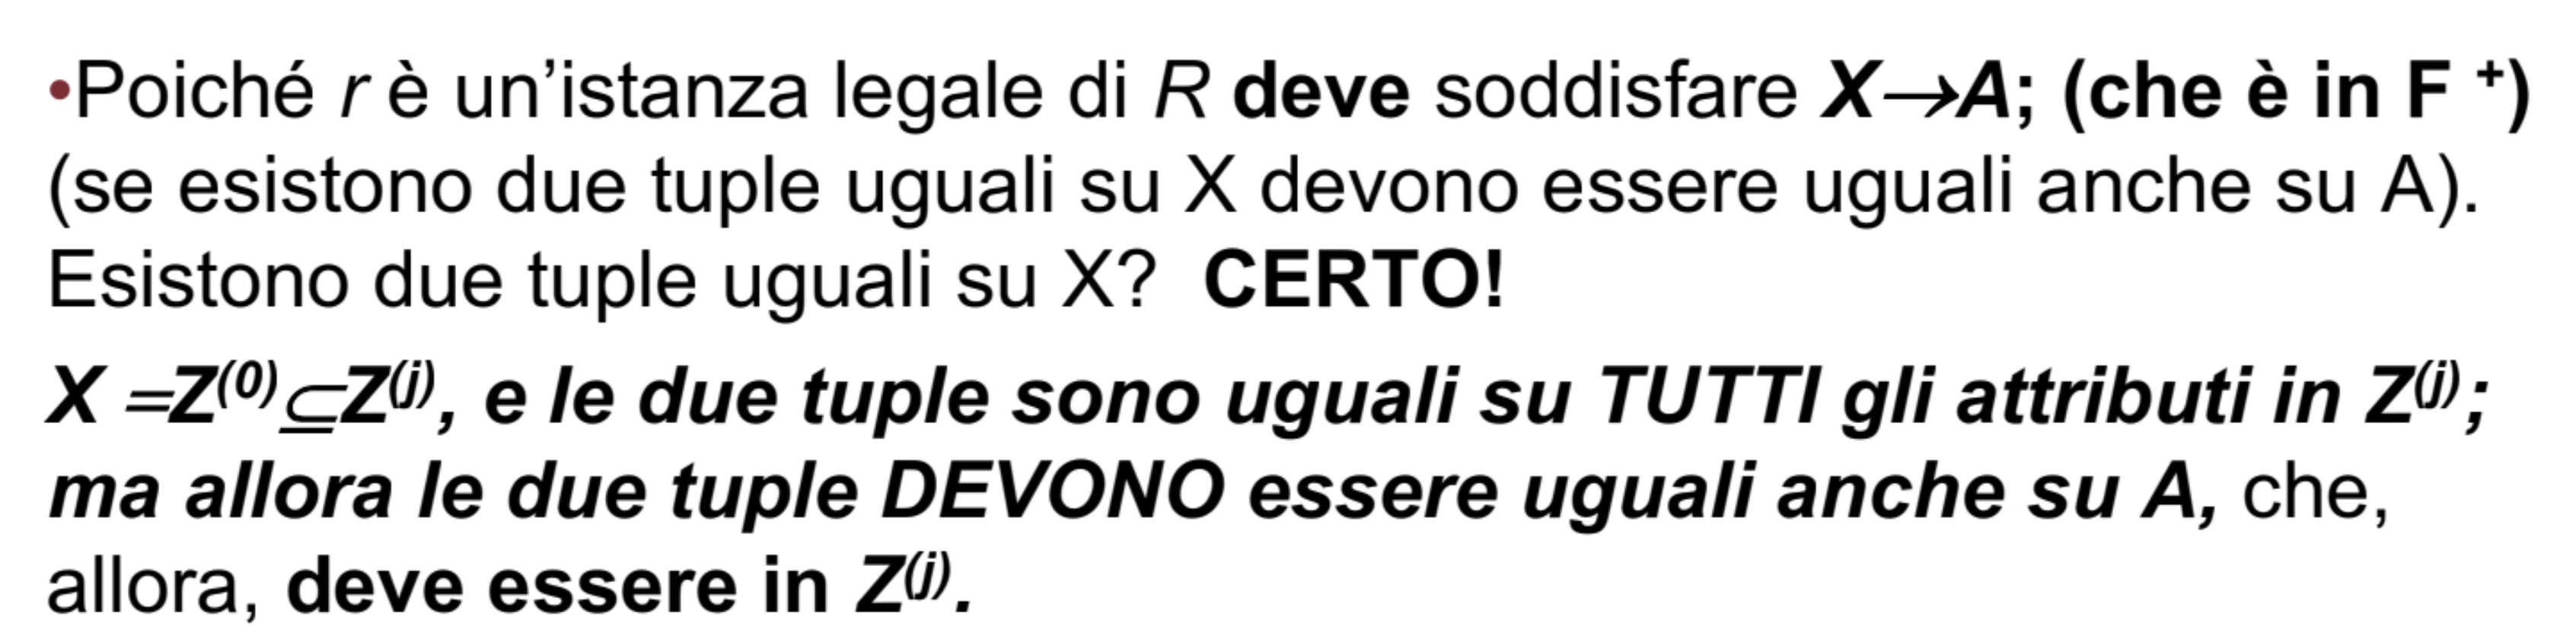 •Poiché r è un’istanza legale di R deve soddisfare X→A; (che è in F ⁺)
(se esistono due tuple uguali su X devono essere uguali anche su A).
Esistono due tuple uguali su X? CERTO!
X =Z⁽⁰⁾⊆Z⁽ʲ⁾, e le due tuple sono uguali su TUTTI gli attributi in Z⁽ʲ⁾;
ma allora le due tuple DEVONO essere uguali anche su A, che,
allora, deve essere in Z⁽ʲ⁾.